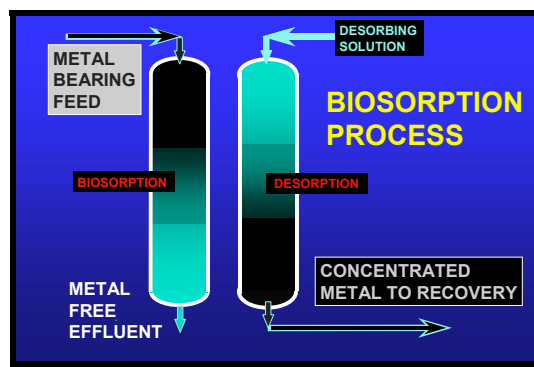 METAL
BEARING
FEED
DESORBING
SOLUTION
BIOSORPTION
PROCESS
BIOSORPTION
DESORPTION
METAL
FREE
EFFLUENT
CONCENTRATED
METAL TO RECOVERY